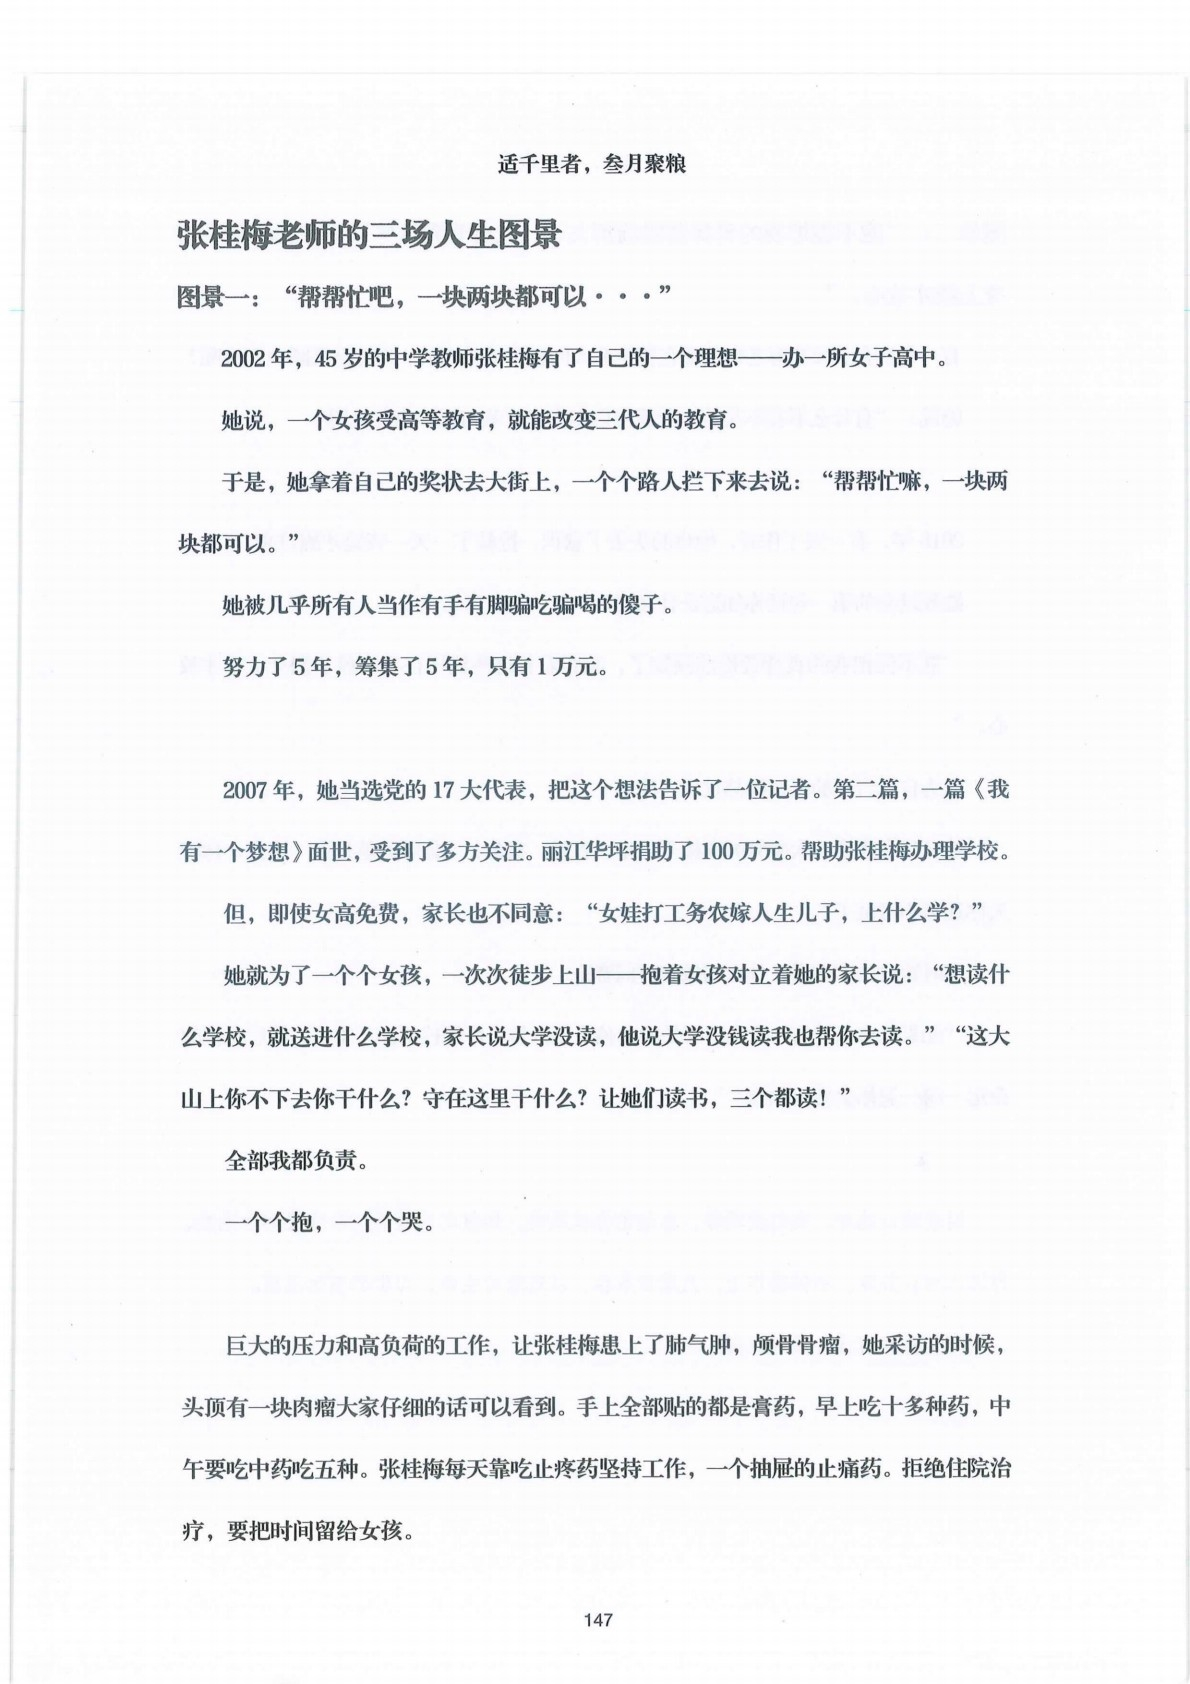 适千里者，叁月聚粮
张桂梅老师的三场人生图景
图景一：“帮帮忙吧，一块两块都可以···”
2002 年，45 岁的中学教师张桂梅有了自己的一个理想——办一所女子高中。
她说，一个女孩受高等教育，就能改变三代人的教育。
于是，她拿着自己的奖状去大街上，一个个路人拦下来去说：“帮帮忙嘛，一块两
块都可以。”
她被几乎所有人当作有手有脚骗吃骗喝的傻子。
努力了 5 年，筹集了 5 年，只有 1 万元。
2007 年，她当选党的 17 大代表，把这个想法告诉了一位记者。第二篇，一篇《我
有一个梦想》面世，受到了多方关注。丽江华坪捐助了 100 万元。帮助张桂梅办理学校。
但，即使女高免费，家长也不同意：“女娃打工务农嫁人生儿子，上什么学？”
她就为了一个个女孩，一次次徒步上山——抱着女孩对立着她的家长说：“想读什
么学校，就送进什么学校，家长说大学没读，他说大学没钱读我也帮你去读。”“这大
山上你不下去你干什么？守在这里干什么？让她们读书，三个都读！”
全部我都负责。
一个个抱，一个个哭。
巨大的压力和高负荷的工作，让张桂梅患上了肺气肿，颅骨骨瘤，她采访的时候，
头顶有一块肉瘤大家仔细的话可以看到。手上全部贴的都是膏药，早上吃十多种药，中
午要吃中药吃五种。张桂梅每天靠吃止疼药坚持工作，一个抽屉的止痛药。拒绝住院治
疗，要把时间留给女孩。
147